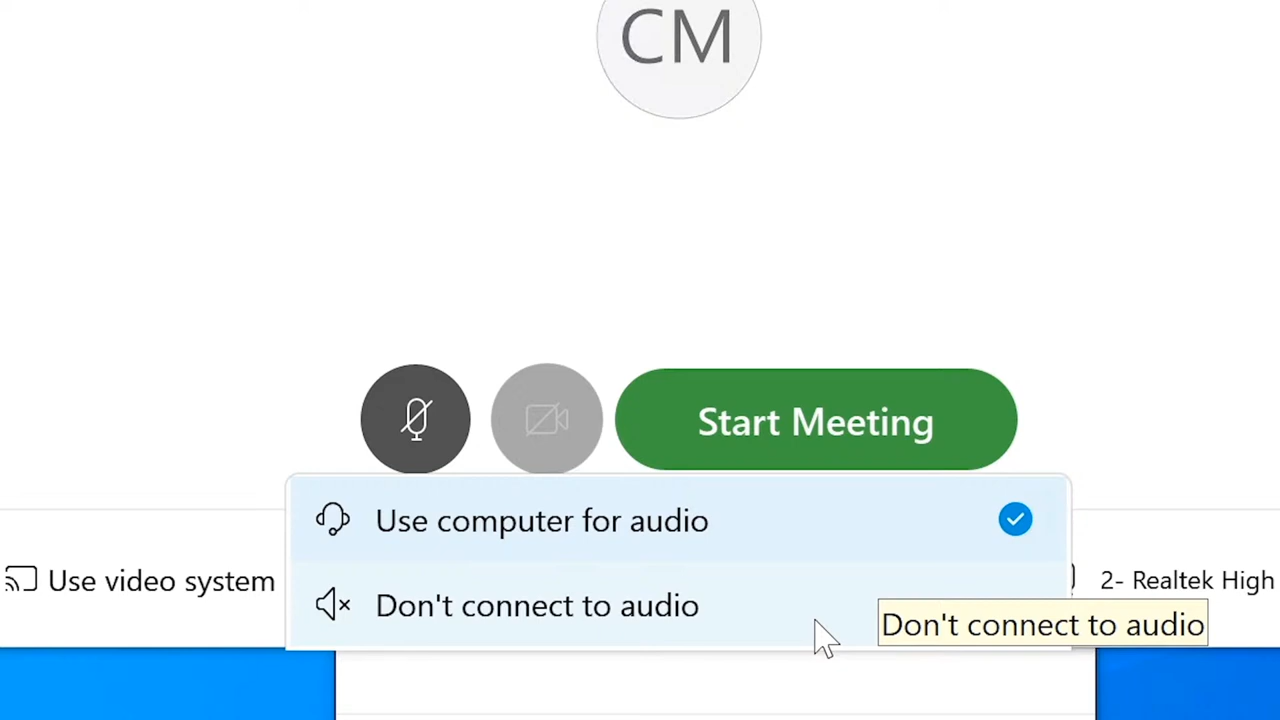 CM
Start Meeting
Use computer for audio
Use video system
2- Realtek High
Don't connect to audio
Don't connect to audio